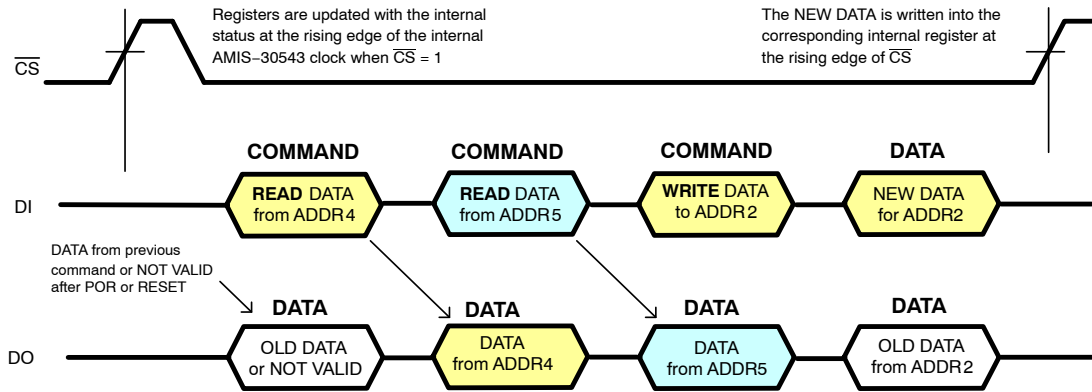 Registers are updated with the internal
status at the rising edge of the internal
AMIS−30543 clock when CS = 1
The NEW DATA is written into the
corresponding internal register at
the rising edge of CS
CS
COMMAND
COMMAND
COMMAND
DATA
DI
READ DATA
from ADDR4
READ DATA
from ADDR5
WRITE DATA
to ADDR2
NEW DATA
for ADDR2
DATA from previous
command or NOT VALID
after POR or RESET
DATA
DATA
DATA
DATA
DO
OLD DATA
or NOT VALID
DATA
from ADDR4
DATA
from ADDR5
OLD DATA
from ADDR2